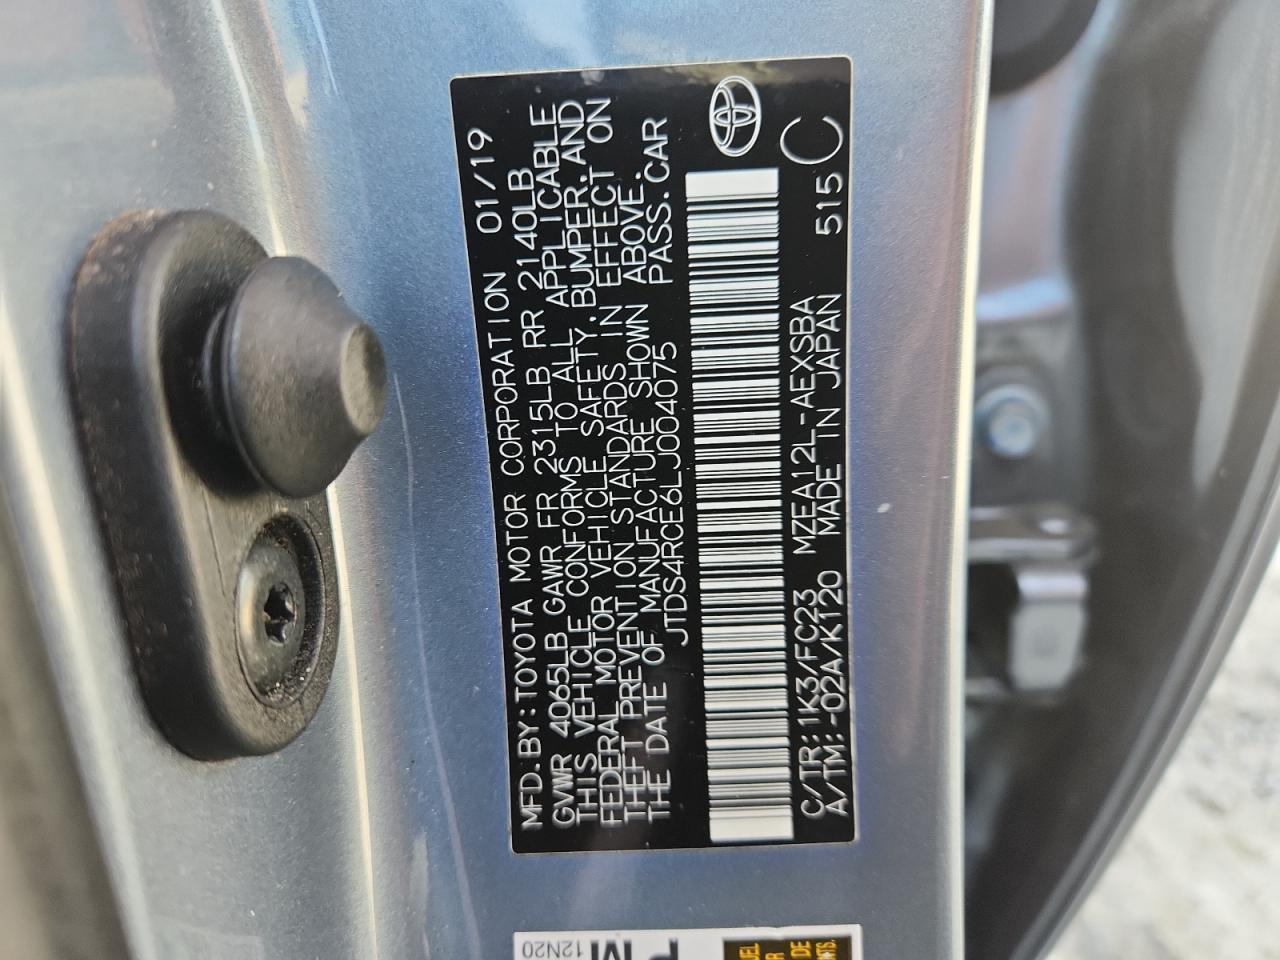 MFD.BY:TOYOTA MOTOR CORPORATION 01/19
GVWR 4065LB GAWR FR 2315LB RR 2140LB
THIS VEHICLE CONFORMS TO ALL APPLICABLE
FEDERAL MOTOR VEHICLE SAFETY,BUMPER,AND
THEFT PREVENTION STANDARDS IN EFFECT ON
THE DATE OF MANUFACTURE SHOWN ABOVE.
JTDS4RCE6LJ004075 PASS.CAR
C/TR:1K3/FC23 MZEA12L-AEXSBA 515 C
A/TM:-02A/K120 MADE IN JAPAN
12N20